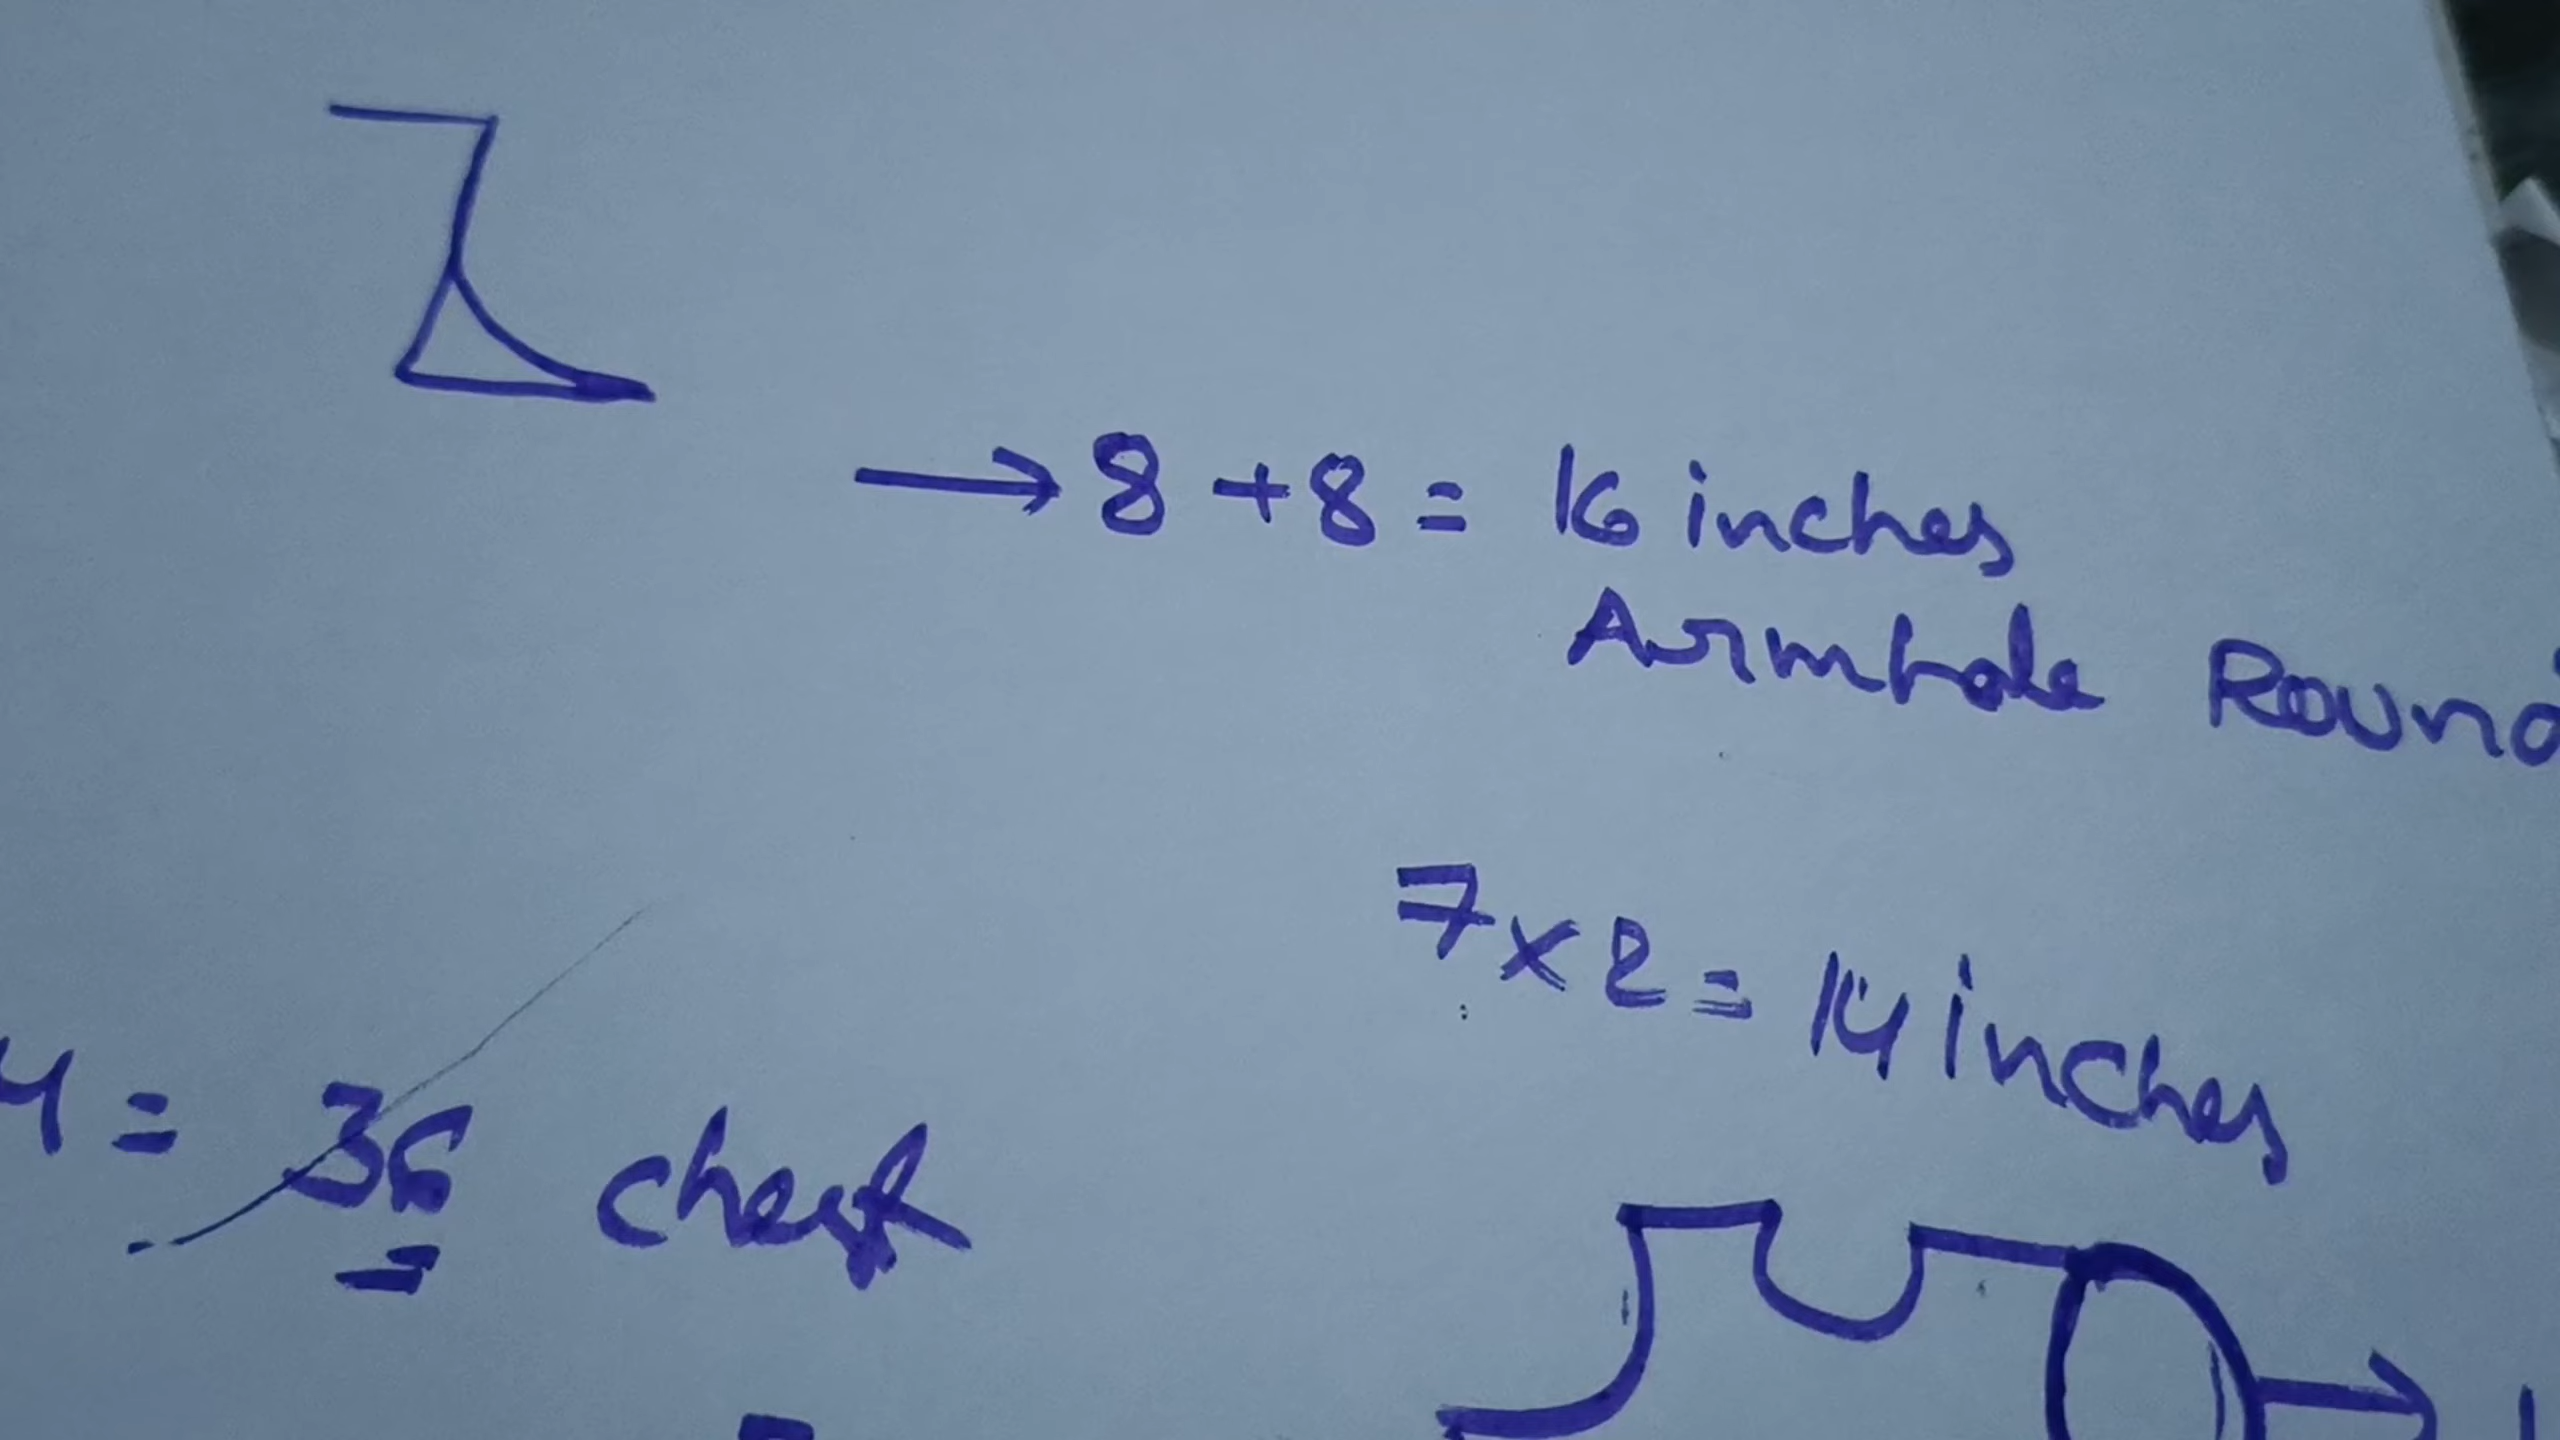 → 8 + 8 = 16 inches
Armhole Round
7 x 2 = 14 inches
4 = 36 chest